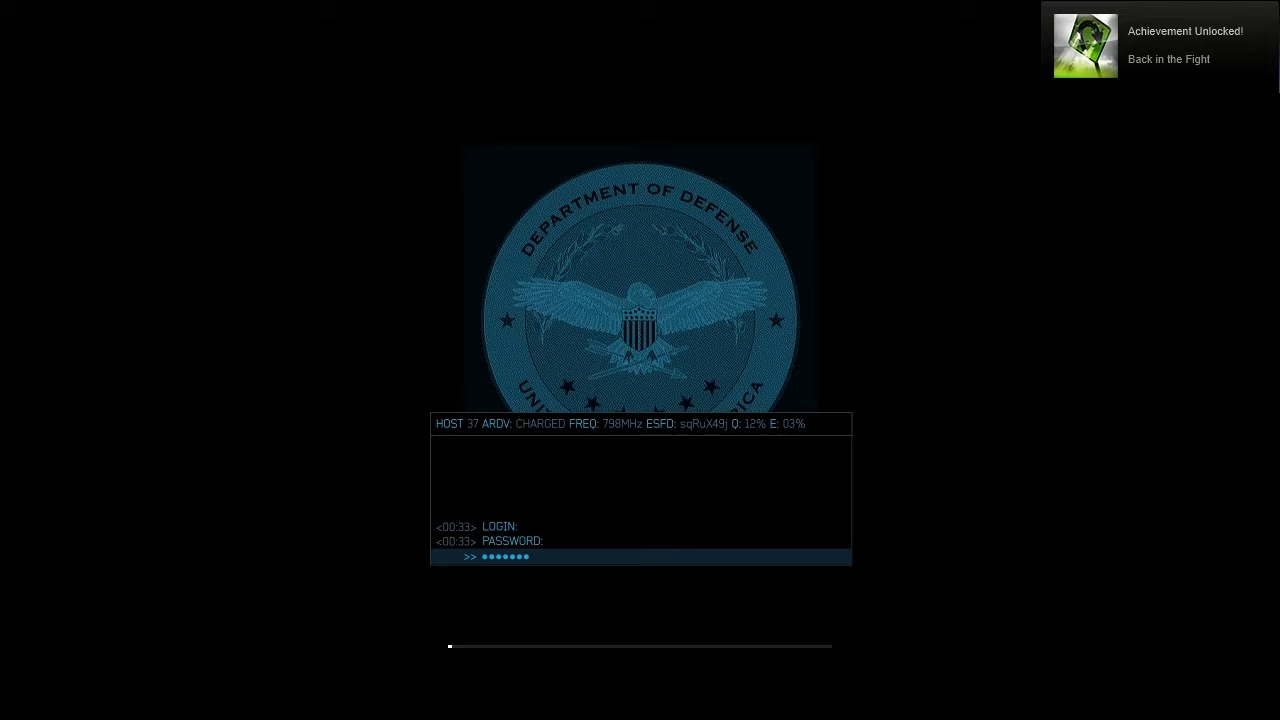 Achievement Unlocked!
Back in the Fight
DEPARTMENT OF DEFENSE
HOST 37 ARDV: CHARGED FREQ: 798MHz ESFD: sqRuX49j Q: 12% E: 03%
<00:33> LOGIN:
<00:33> PASSWORD:
>> ●●●●●●●